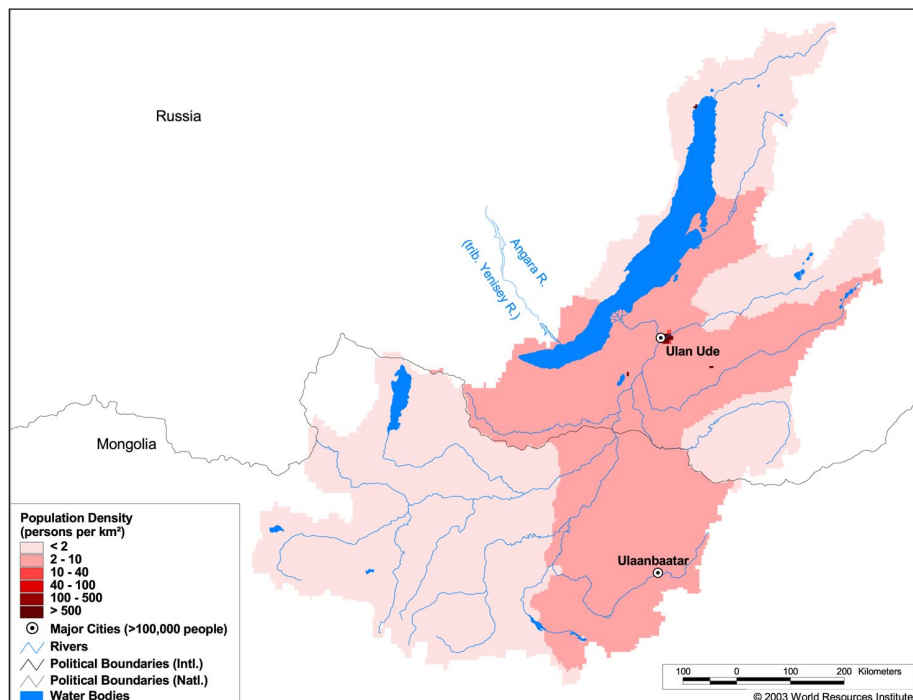 Russia
Angara R.
(trib. Yenisey R.)
Ulan Ude
Mongolia
Ulaanbaatar
Population Density
(persons per km²)
< 2
2 - 10
10 - 40
40 - 100
100 - 500
> 500
Major Cities (>100,000 people)
Rivers
Political Boundaries (Intl.)
Political Boundaries (Natl.)
Water Bodies
100 0 100 200 Kilometers
© 2003 World Resources Institute